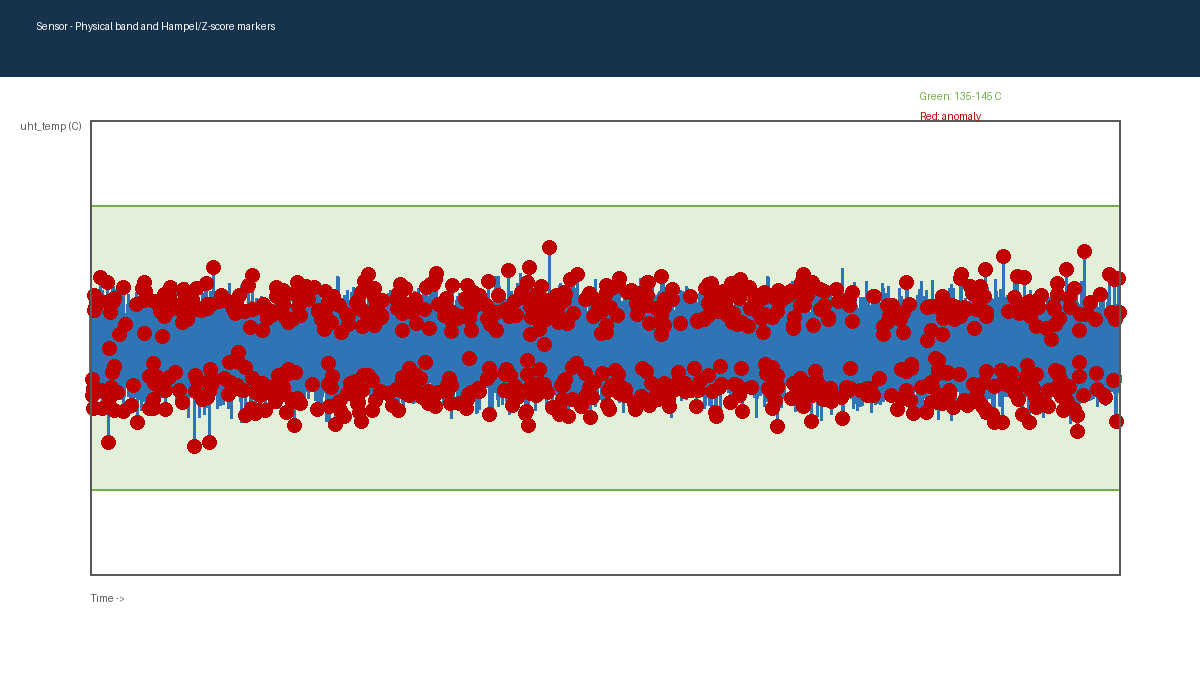 Sensor - Physical band and Hampel/Z-score markers
Green: 135-145 C
Red: anomaly
uht_temp (C)
Time ->